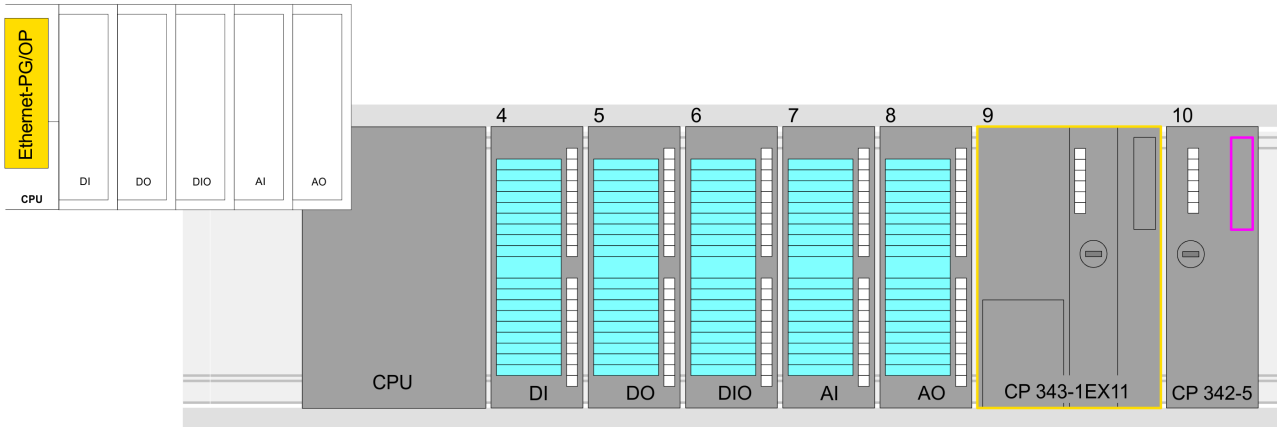 Ethernet-PG/OP
CPU
DI
DO
DIO
AI
AO
4
5
6
7
8
9
10
CPU
DI
DO
DIO
AI
AO
CP 343-1EX11
CP 342-5